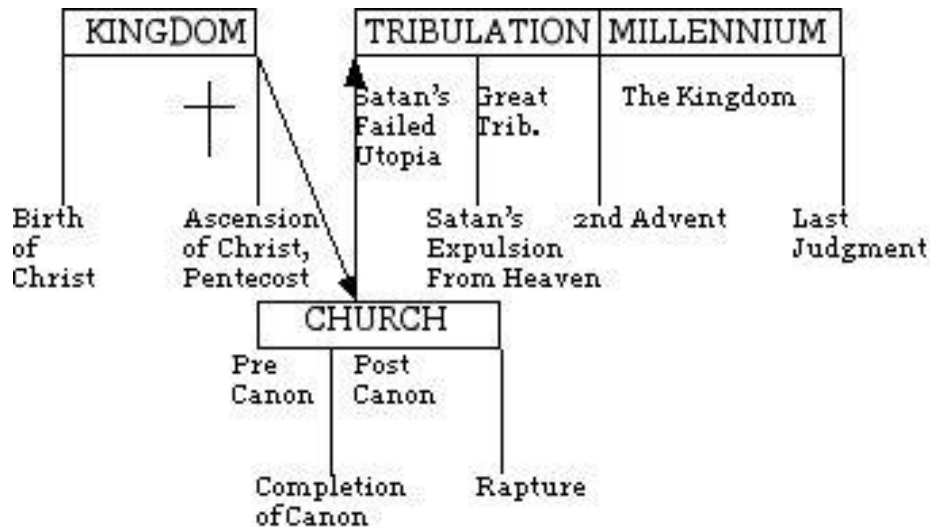 KINGDOM
TRIBULATION
MILLENNIUM
Satan's
Failed
Utopia
Great
Trib.
The Kingdom
Birth
of
Christ
Ascension
of Christ,
Pentecost
Satan's
Expulsion
From Heaven
2nd Advent
Last
Judgment
CHURCH
Pre
Canon
Post
Canon
Completion
of Canon
Rapture